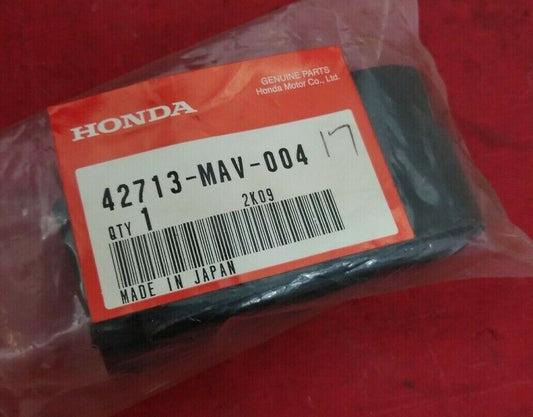 GENUINE PARTS
Honda Motor Co., Ltd.
HONDA
42713-MAV-004
17
2K09
QTY 1
MADE IN JAPAN